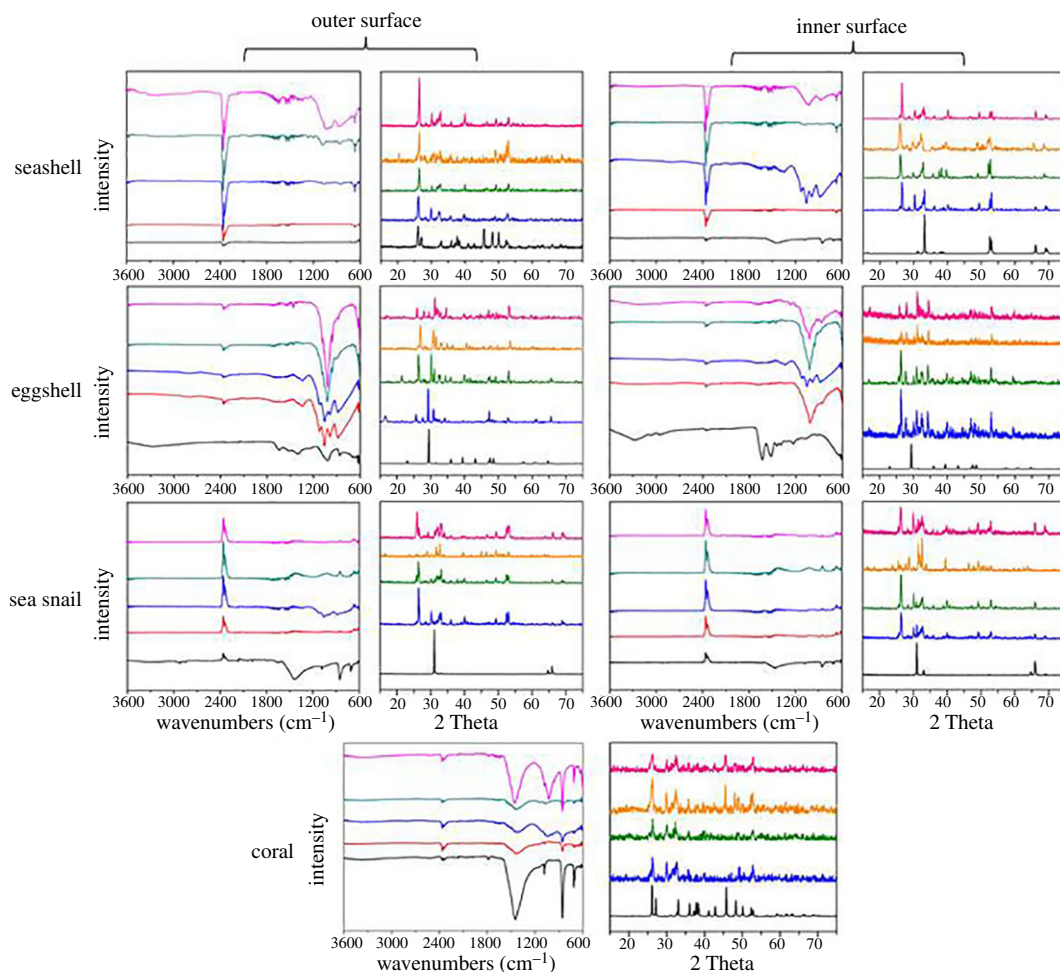 outer surface
inner surface
seashell
intensity
3600 3000 2400 1800 1200 600
20 30 40 50 60 70
3600 3000 2400 1800 1200 600
20 30 40 50 60 70
eggshell
intensity
3600 3000 2400 1800 1200 600
20 30 40 50 60 70
3600 3000 2400 1800 1200 600
20 30 40 50 60 70
sea snail
intensity
3600 3000 2400 1800 1200 600
20 30 40 50 60 70
3600 3000 2400 1800 1200 600
20 30 40 50 60 70
wavenumbers (cm–1)
2 Theta
wavenumbers (cm–1)
2 Theta
coral
intensity
3600 2400 1200 600
20 30 40 50 60 70
wavenumbers (cm–1)
2 Theta